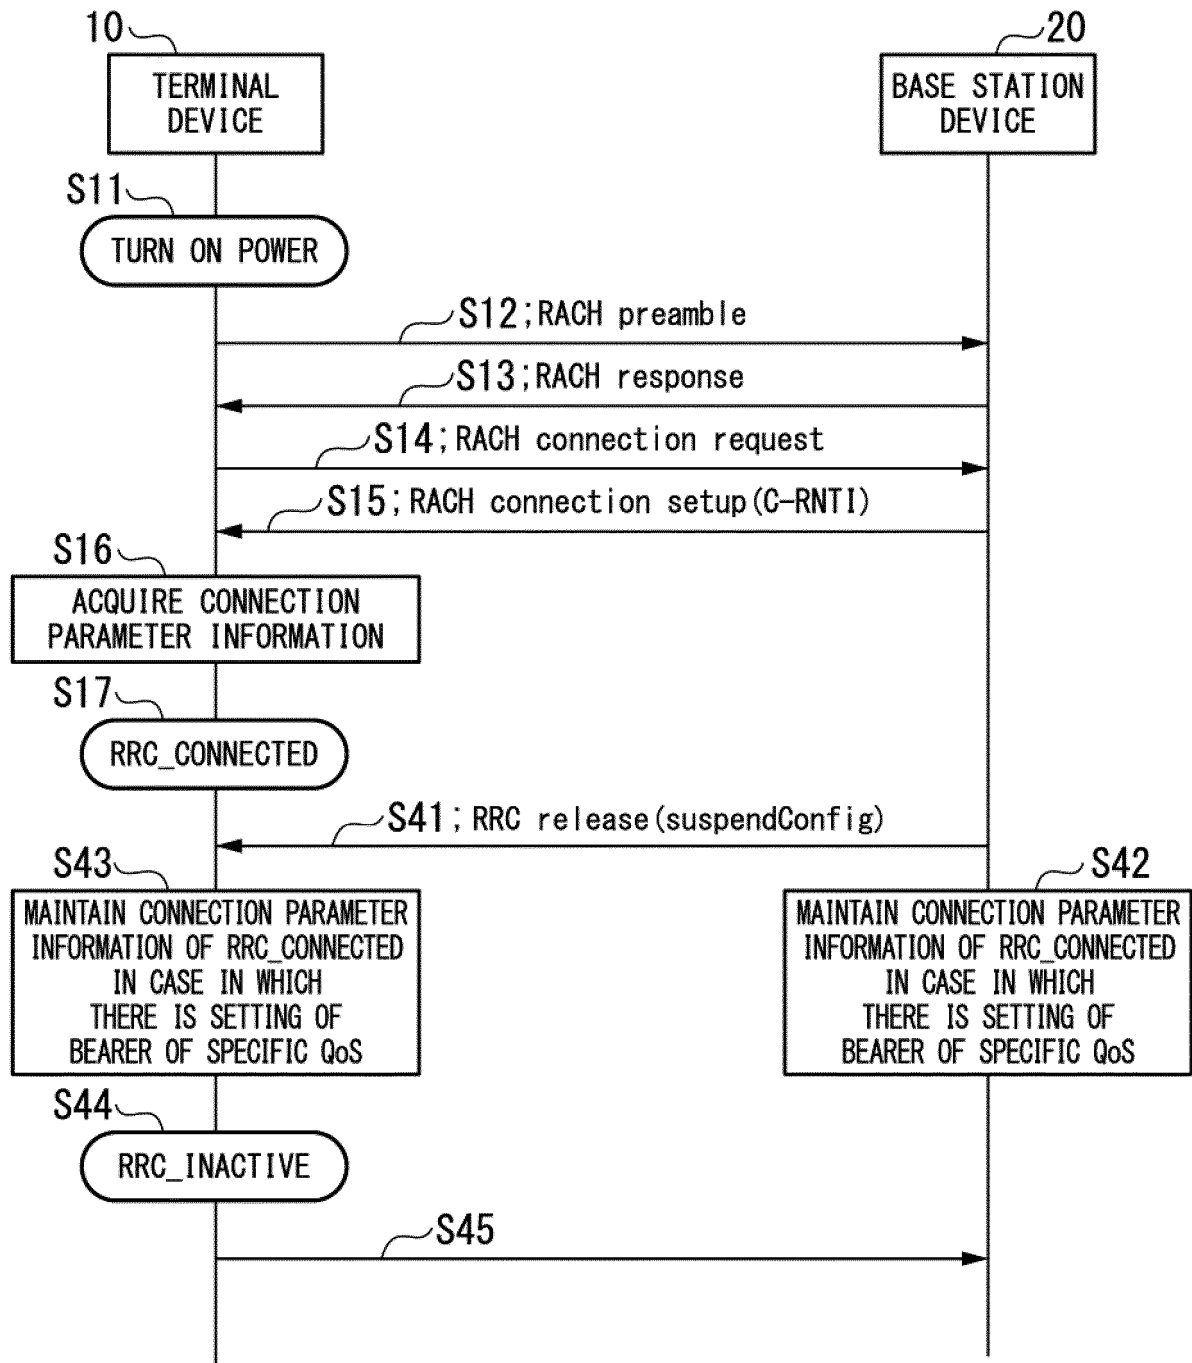 10
20
TERMINAL
DEVICE
BASE STATION
DEVICE
S11
TURN ON POWER
S12;RACH preamble
S13;RACH response
S14;RACH connection request
S15;RACH connection setup(C-RNTI)
S16
ACQUIRE CONNECTION
PARAMETER INFORMATION
S17
RRC_CONNECTED
S41;RRC release(suspendConfig)
S43
MAINTAIN CONNECTION PARAMETER
INFORMATION OF RRC_CONNECTED
IN CASE IN WHICH
THERE IS SETTING OF
BEARER OF SPECIFIC QoS
S42
MAINTAIN CONNECTION PARAMETER
INFORMATION OF RRC_CONNECTED
IN CASE IN WHICH
THERE IS SETTING OF
BEARER OF SPECIFIC QoS
S44
RRC_INACTIVE
S45